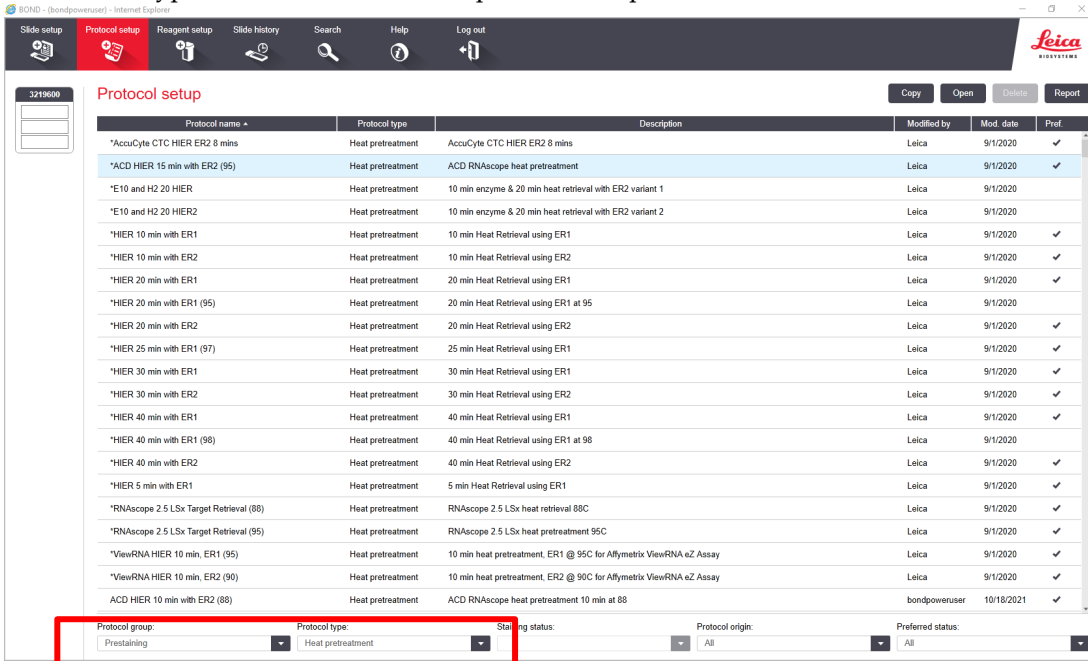 BOND - (bondpoweruser) - Internet Explorer
Slide setup Protocol setup Reagent setup Slide history Search Help Log out
Leica
BIOSYSTEMS
3219600
Protocol setup
Copy Open Delete Report
Protocol name Protocol type Description Modified by Mod. date Pref.
*AccuCyte CTC HIER ER2 8 mins Heat pretreatment AccuCyte CTC HIER ER2 8 mins Leica 9/1/2020 ✔
*ACD HIER 15 min with ER2 (95) Heat pretreatment ACD RNAscope heat pretreatment Leica 9/1/2020 ✔
*E10 and H2 20 HIER Heat pretreatment 10 min enzyme & 20 min heat retrieval with ER2 variant 1 Leica 9/1/2020
*E10 and H2 20 HIER2 Heat pretreatment 10 min enzyme & 20 min heat retrieval with ER2 variant 2 Leica 9/1/2020
*HIER 10 min with ER1 Heat pretreatment 10 min Heat Retrieval using ER1 Leica 9/1/2020 ✔
*HIER 10 min with ER2 Heat pretreatment 10 min Heat Retrieval using ER2 Leica 9/1/2020 ✔
*HIER 20 min with ER1 Heat pretreatment 20 min Heat Retrieval using ER1 Leica 9/1/2020 ✔
*HIER 20 min with ER1 (95) Heat pretreatment 20 min Heat Retrieval using ER1 at 95 Leica 9/1/2020
*HIER 20 min with ER2 Heat pretreatment 20 min Heat Retrieval using ER2 Leica 9/1/2020 ✔
*HIER 25 min with ER1 (97) Heat pretreatment 25 min Heat Retrieval using ER1 Leica 9/1/2020 ✔
*HIER 30 min with ER1 Heat pretreatment 30 min Heat Retrieval using ER1 Leica 9/1/2020 ✔
*HIER 30 min with ER2 Heat pretreatment 30 min Heat Retrieval using ER2 Leica 9/1/2020 ✔
*HIER 40 min with ER1 Heat pretreatment 40 min Heat Retrieval using ER1 Leica 9/1/2020 ✔
*HIER 40 min with ER1 (98) Heat pretreatment 40 min Heat Retrieval using ER1 at 98 Leica 9/1/2020
*HIER 40 min with ER2 Heat pretreatment 40 min Heat Retrieval using ER2 Leica 9/1/2020 ✔
*HIER 5 min with ER1 Heat pretreatment 5 min Heat Retrieval using ER1 Leica 9/1/2020 ✔
*RNAscope 2.5 LSx Target Retrieval (88) Heat pretreatment RNAscope 2.5 LSx heat retrieval 88C Leica 9/1/2020 ✔
*RNAscope 2.5 LSx Target Retrieval (95) Heat pretreatment RNAscope 2.5 LSx heat pretreatment 95C Leica 9/1/2020 ✔
*ViewRNA HIER 10 min, ER1 (95) Heat pretreatment 10 min heat pretreatment, ER1 @ 95C for Affymetrix ViewRNA eZ Assay Leica 9/1/2020 ✔
*ViewRNA HIER 10 min, ER2 (90) Heat pretreatment 10 min heat pretreatment, ER2 @ 90C for Affymetrix ViewRNA eZ Assay Leica 9/1/2020 ✔
ACD HIER 10 min with ER2 (88) Heat pretreatment ACD RNAscope heat pretreatment 10 min at 88 bondpoweruser 10/18/2021 ✔
Protocol group: Protocol type: Staining status: Protocol origin: Preferred status:
Prestaining Heat pretreatment All All